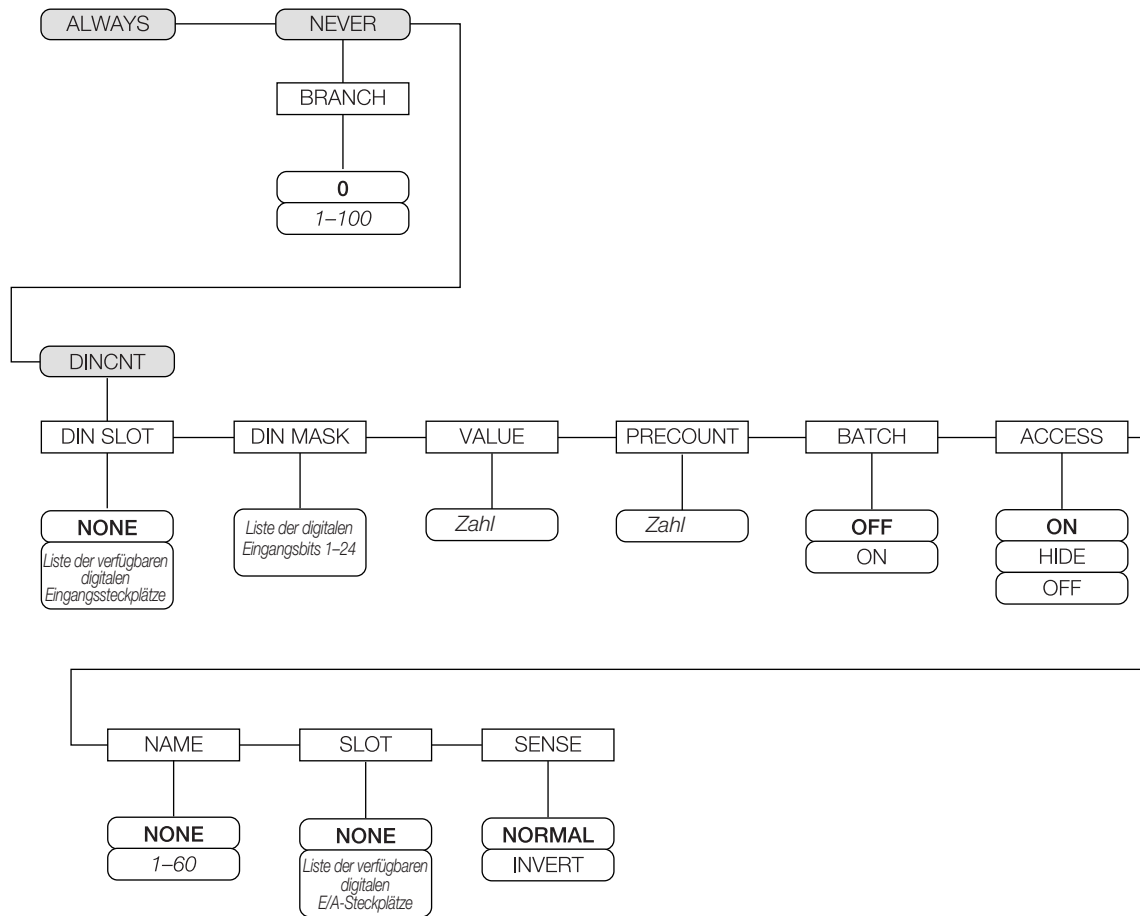 ALWAYS
NEVER
BRANCH
0
1–100
DINCNT
DIN SLOT
DIN MASK
VALUE
PRECOUNT
BATCH
ACCESS
NONE
Liste der verfügbaren
digitalen
Eingangssteckplätze
Liste der digitalen
Eingangsbits 1–24
Zahl
Zahl
OFF
ON
ON
HIDE
OFF
NAME
SLOT
SENSE
NONE
1–60
NONE
Liste der verfügbaren
digitalen
E/A-Steckplätze
NORMAL
INVERT